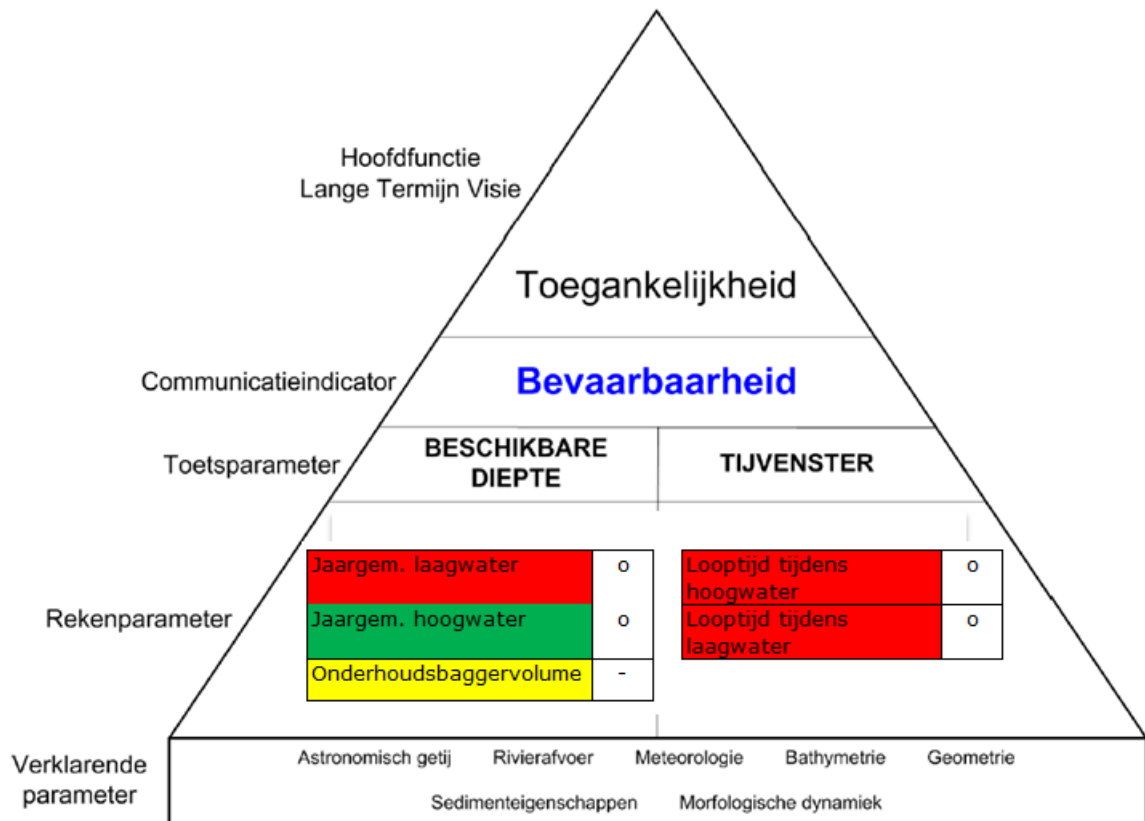 Hoofdfunctie
Lange Termijn Visie
Toegankelijkheid
Communicatieindicator
Bevaarbaarheid
Toetsparameter
BESCHIKBARE
DIEPTE
TIJVENSTER
Rekenparameter
Jaargem. laagwater o
Jaargem. hoogwater o
Onderhoudsbaggervolume -
Looptijd tijdens
hoogwater o
Looptijd tijdens
laagwater o
Verklarende
parameter
Astronomisch getij Rivierafvoer Meteorologie Bathymetrie Geometrie
Sedimenteigenschappen Morfologische dynamiek